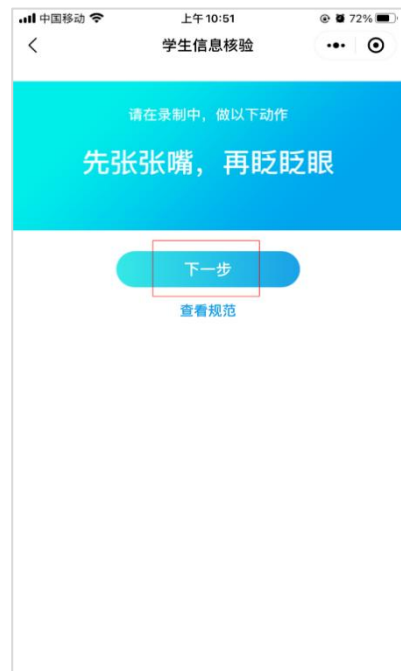 中国移动 上午10:51 72%
学生信息核验
请在录制中，做以下动作
先张张嘴，再眨眨眼
下一步
查看规范